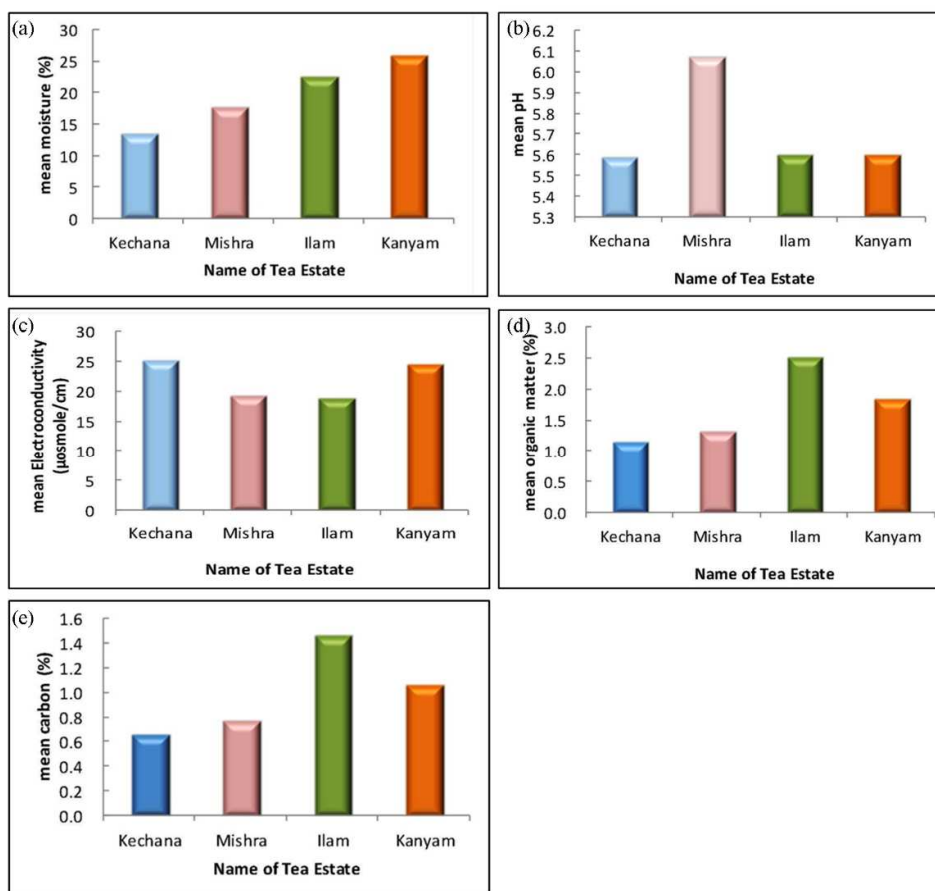 (a)
mean moisture (%)
30
25
20
15
10
5
0
Kechana Mishra Ilam Kanyam
Name of Tea Estate
(b)
mean pH
6.2
6.1
6.0
5.9
5.8
5.7
5.6
5.5
5.4
5.3
Kechana Mishra Ilam Kanyam
Name of Tea Estate
(c)
mean Electroconductivity
(µosmole/cm)
30
25
20
15
10
5
0
Kechana Mishra Ilam Kanyam
Name of Tea Estate
(d)
mean organic matter (%)
3.0
2.5
2.0
1.5
1.0
0.5
0.0
Kechana Mishra Ilam Kanyam
Name of Tea Estate
(e)
mean carbon (%)
1.6
1.4
1.2
1.0
0.8
0.6
0.4
0.2
0.0
Kechana Mishra Ilam Kanyam
Name of Tea Estate